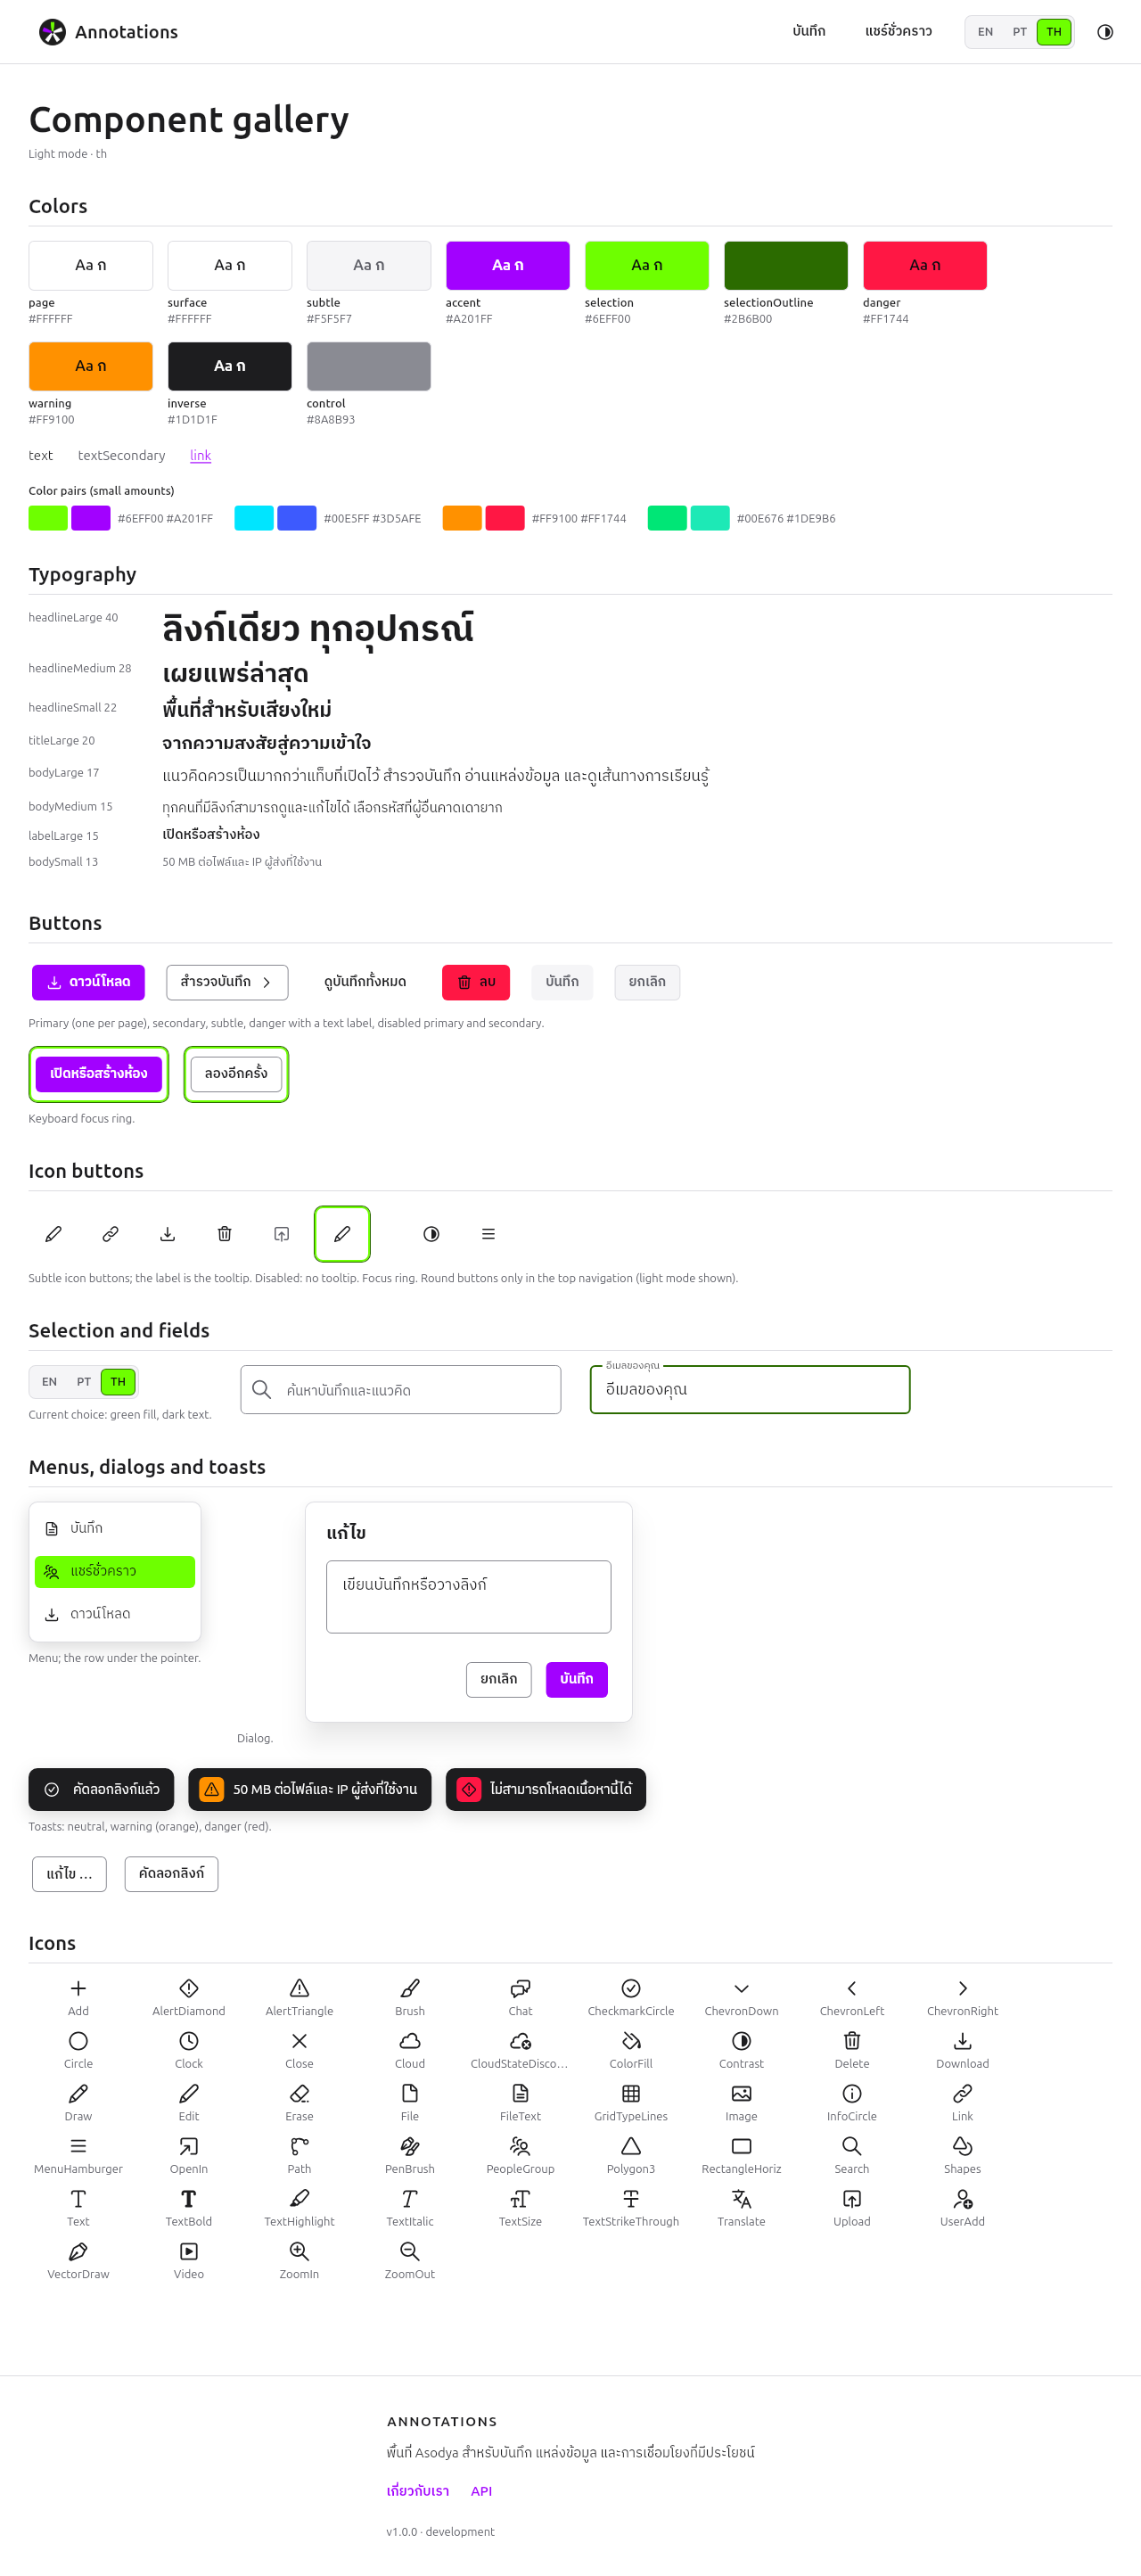 Annotations บันทึก แชร์ชั่วคราว EN PT TH
Component gallery
Light mode · th
Colors
Aa ก Aa ก Aa ก Aa ก Aa ก Aa ก
page surface subtle accent selection selectionOutline danger
#FFFFFF #FFFFFF #F5F5F7 #A201FF #6EFF00 #2B6B00 #FF1744
Aa ก Aa ก
warning inverse control
#FF9100 #1D1D1F #8A8B93
text textSecondary link
Color pairs (small amounts)
#6EFF00 #A201FF #00E5FF #3D5AFE #FF9100 #FF1744 #00E676 #1DE9B6
Typography
headlineLarge 40 ลิงก์เดียว ทุกอุปกรณ์
headlineMedium 28 เผยแพร่ล่าสุด
headlineSmall 22 พื้นที่สำหรับเสียงใหม่
titleLarge 20 จากความสงสัยสู่ความเข้าใจ
bodyLarge 17 แนวคิดควรเป็นมากกว่าแท็บที่เปิดไว้ สำรวจบันทึก อ่านแหล่งข้อมูล และดูเส้นทางการเรียนรู้
bodyMedium 15 ทุกคนที่มีลิงก์สามารถดูและแก้ไขได้ เลือกรหัสที่ผู้อื่นคาดเดายาก
labelLarge 15 เปิดหรือสร้างห้อง
bodySmall 13 50 MB ต่อไฟล์และ IP ผู้ส่งที่ใช้งาน
Buttons
ดาวน์โหลด สำรวจบันทึก ดูบันทึกทั้งหมด ลบ บันทึก ยกเลิก
Primary (one per page), secondary, subtle, danger with a text label, disabled primary and secondary.
เปิดหรือสร้างห้อง ลองอีกครั้ง
Keyboard focus ring.
Icon buttons
Subtle icon buttons; the label is the tooltip. Disabled: no tooltip. Focus ring. Round buttons only in the top navigation (light mode shown).
Selection and fields
อีเมลของคุณ
EN PT TH ค้นหาบันทึกและแนวคิด อีเมลของคุณ
Current choice: green fill, dark text.
Menus, dialogs and toasts
บันทึก
แชร์ชั่วคราว
ดาวน์โหลด
Menu; the row under the pointer.
แก้ไข
เขียนบันทึกหรือวางลิงก์
ยกเลิก บันทึก
Dialog.
คัดลอกลิงก์แล้ว 50 MB ต่อไฟล์และ IP ผู้ส่งที่ใช้งาน ไม่สามารถโหลดเนื้อหานี้ได้
Toasts: neutral, warning (orange), danger (red).
แก้ไข ... คัดลอกลิงก์
Icons
Add AlertDiamond AlertTriangle Brush Chat CheckmarkCircle ChevronDown ChevronLeft ChevronRight
Circle Clock Close Cloud CloudStateDisco... ColorFill Contrast Delete Download
Draw Edit Erase File FileText GridTypeLines Image InfoCircle Link
MenuHamburger OpenIn Path PenBrush PeopleGroup Polygon3 RectangleHoriz Search Shapes
Text TextBold TextHighlight TextItalic TextSize TextStrikeThrough Translate Upload UserAdd
VectorDraw Video ZoomIn ZoomOut
ANNOTATIONS
พื้นที่ Asodya สำหรับบันทึก แหล่งข้อมูล และการเชื่อมโยงที่มีประโยชน์
เกี่ยวกับเรา API
v1.0.0 · development